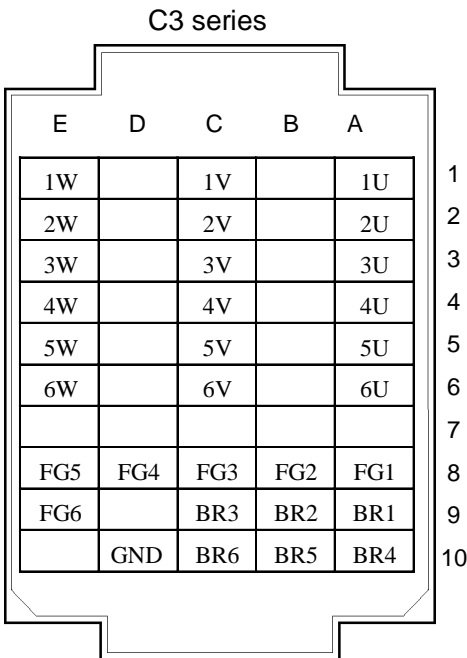 C3 series
E D C B A
1W 1V 1U 1
2W 2V 2U 2
3W 3V 3U 3
4W 4V 4U 4
5W 5V 5U 5
6W 6V 6U 6
7
FG5 FG4 FG3 FG2 FG1 8
FG6 BR3 BR2 BR1 9
GND BR6 BR5 BR4 10